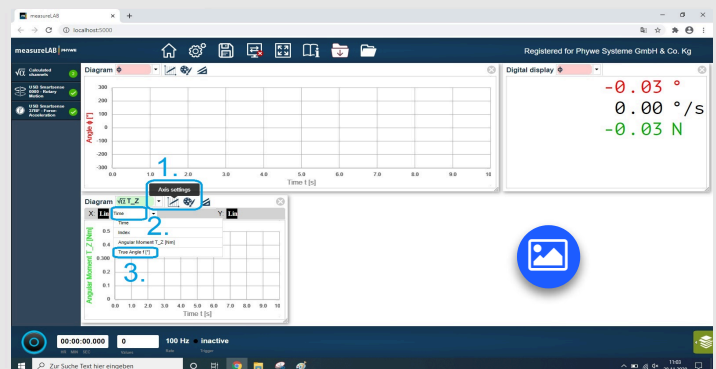 measureLAB
localhost:5000
measureLAB PHYWE
Registered for Phywe Systeme GmbH & Co. Kg
Calculated channels
USB Smartsense
- Rotary Motion
USB Smartsense
- Force-Acceleration
Diagram ϕ
Angle ϕ [°]
300
200
100
0
-100
-200
-300
0.0 1.0 2.0 3.0 4.0 5.0 6.0 7.0 8.0 9.0 10
Time t [s]
Digital display ϕ
-0.03 °
0.00 °/s
-0.03 N
1.
Axis settings
Diagram √x T_Z
X: Lin Time Y: Lin
2.
Time
Index
Angular Moment T_Z [Nm]
True Angle f [°]
3.
Angular Moment T_Z [Nm]
0.5
0.4
0.300
0.2
0.1
0
0.0 1.0 2.0 3.0 4.0 5.0 6.0 7.0 8.0 9.0 10
Time t [s]
00:00:00.000
HR MIN SEC
0
Values
100 Hz
Rate
inactive
Trigger
Zur Suche Text hier eingeben
11:03